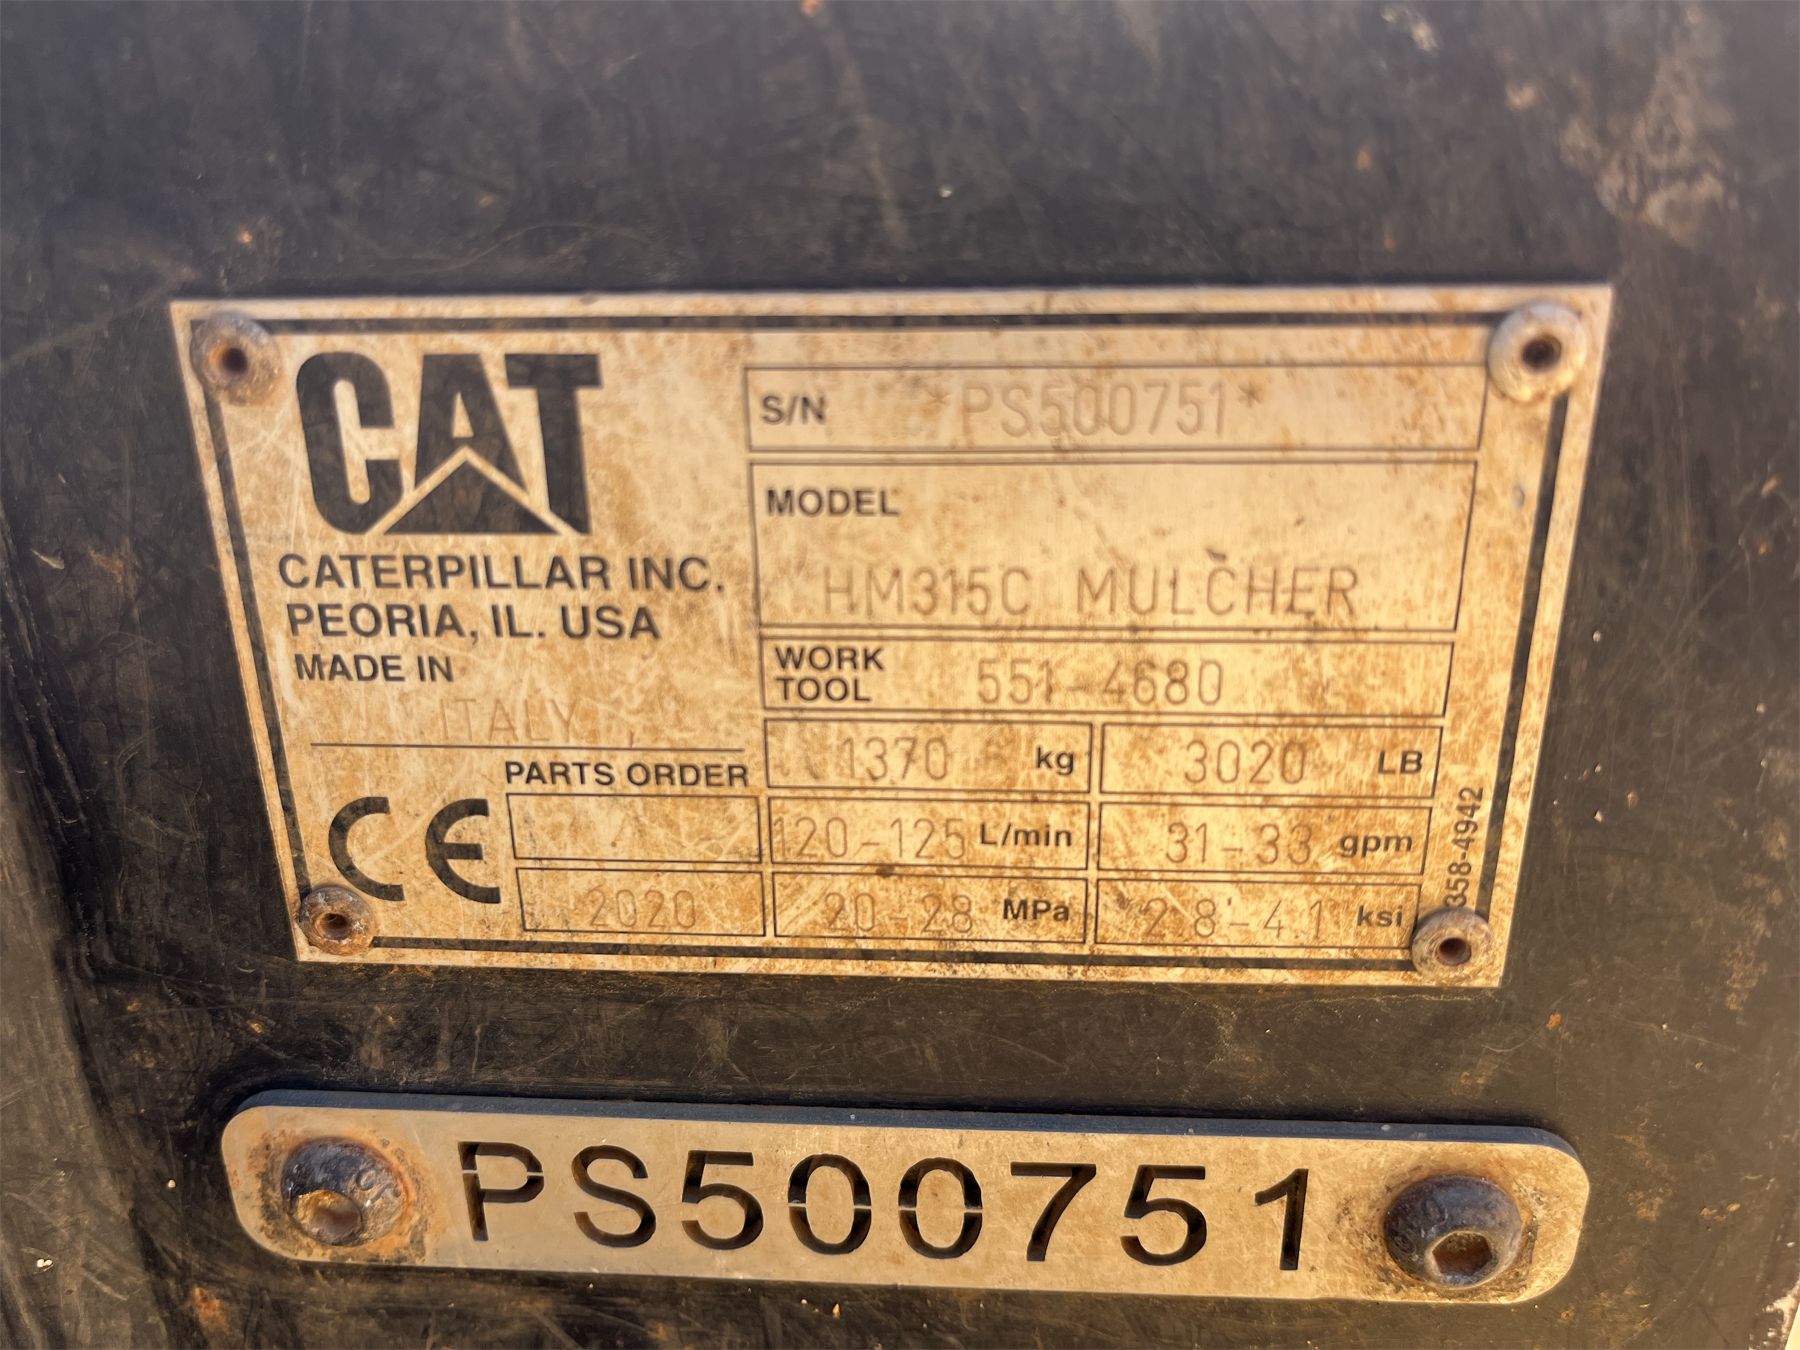 CAT
CATERPILLAR INC.
PEORIA, IL. USA
MADE IN
ITALY
PARTS ORDER
CE
2020
S/N *PS500751*
MODEL
HM315C MULCHER
WORK TOOL 551-4680
1370 kg 3020 LB
120-125 L/min 31-33 gpm
20-28 MPa 2.8-4.1 ksi
358-4942
PS500751